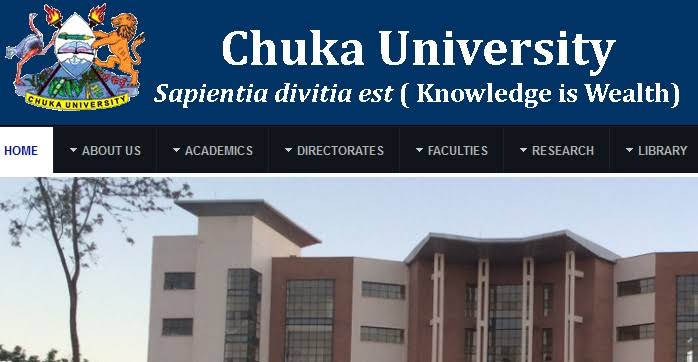 Chuka University
Sapientia divitia est ( Knowledge is Wealth)
CHUKA UNIVERSITY
HOME ABOUT US ACADEMICS DIRECTORATES FACULTIES RESEARCH LIBRARY